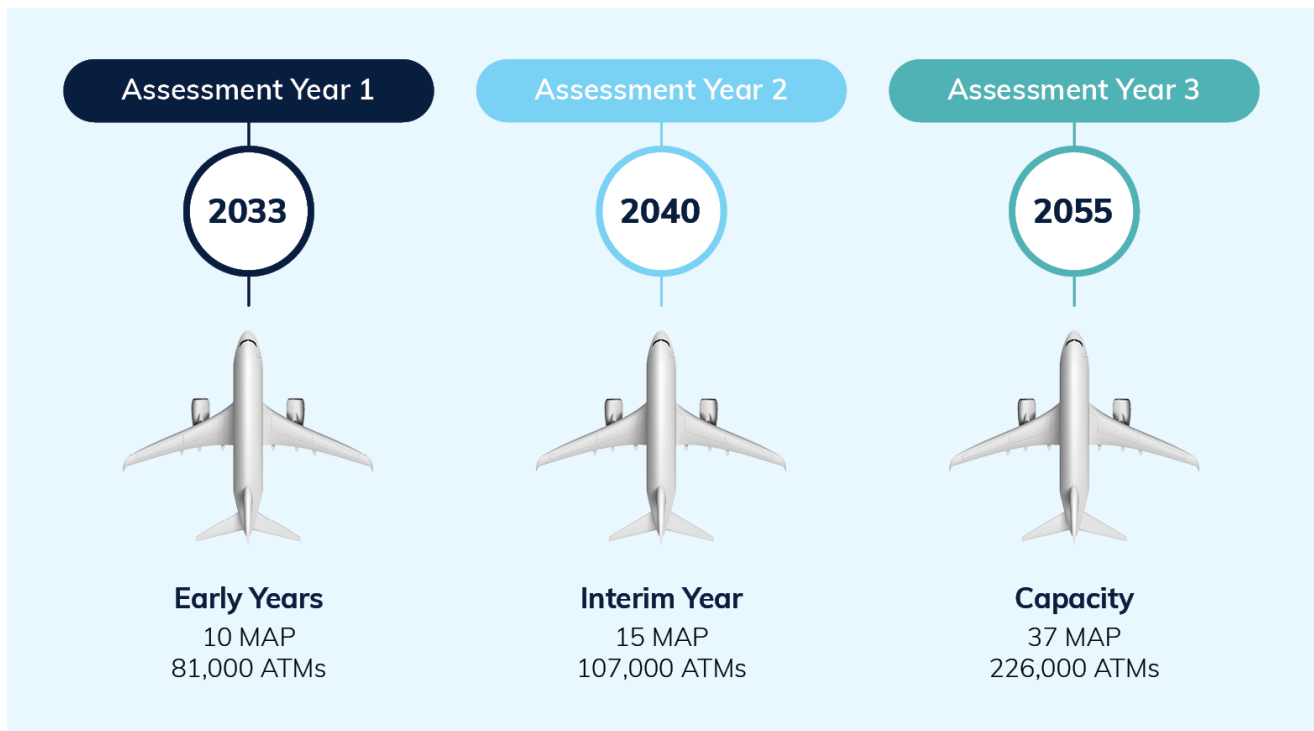 Assessment Year 1
Assessment Year 2
Assessment Year 3
2033
2040
2055
Early Years
10 MAP
81,000 ATMs
Interim Year
15 MAP
107,000 ATMs
Capacity
37 MAP
226,000 ATMs